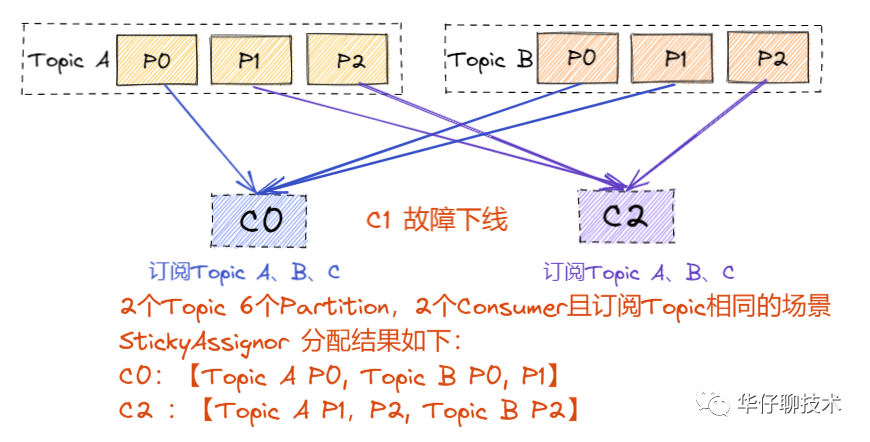 Topic A P0 P1 P2 Topic B P0 P1 P2
C0 C1 故障下线 C2
订阅Topic A、B、C 订阅Topic A、B、C
2个Topic 6个Partition，2个Consumer且订阅Topic相同的场景
StickyAssignor 分配结果如下：
C0：【Topic A P0, Topic B P0, P1】
C2 ：【Topic A P1, P2, Topic B P2】
华仔聊技术